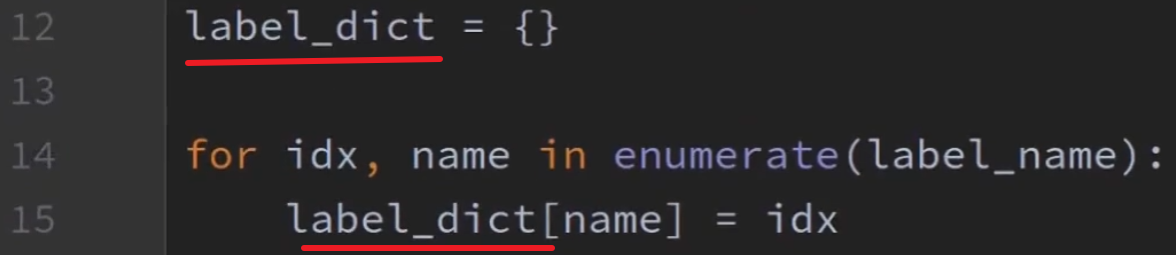 12 label_dict = {}
13
14 for idx, name in enumerate(label_name):
15 label_dict[name] = idx